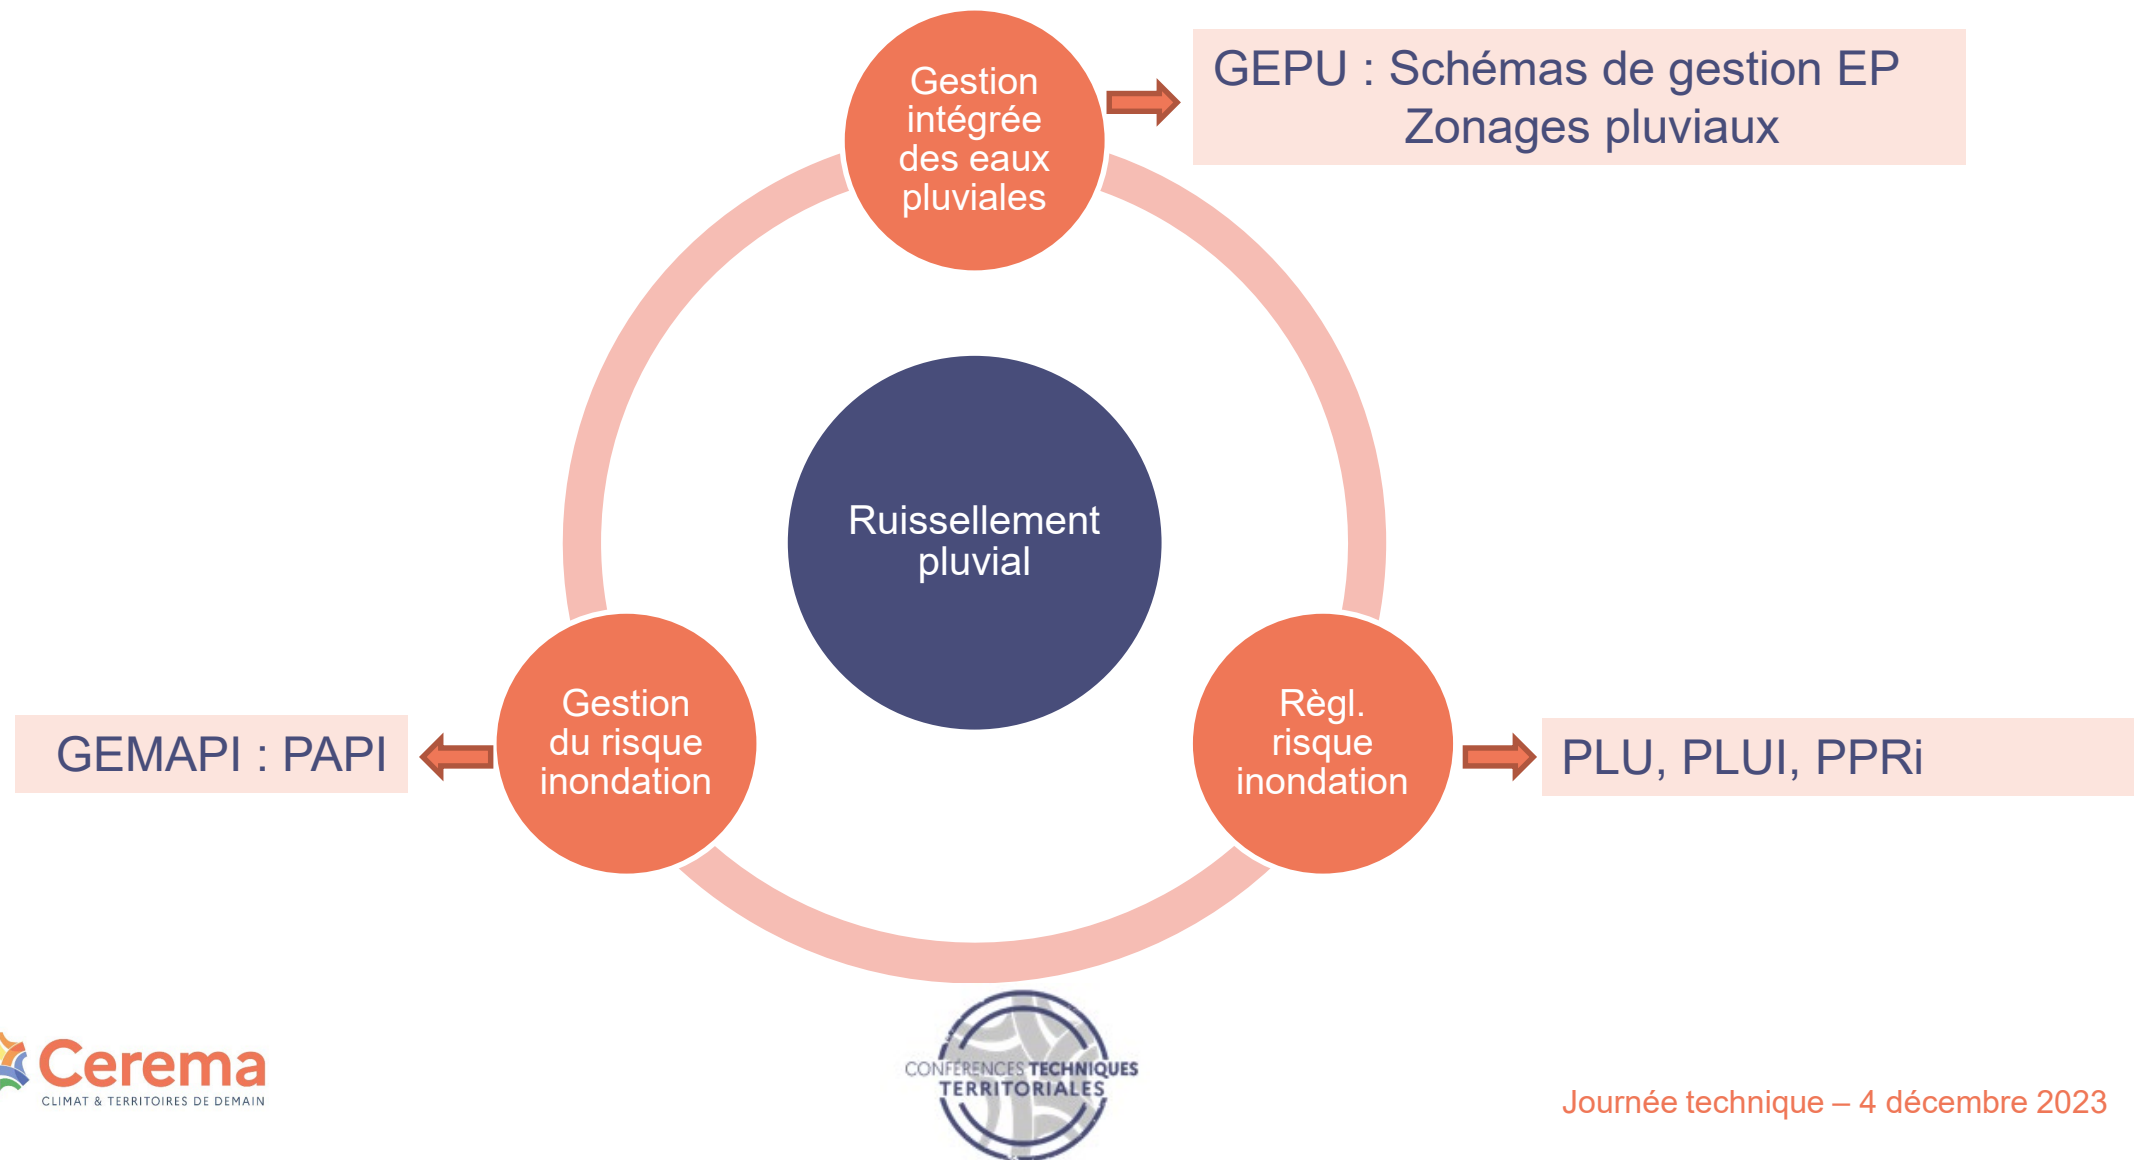 Gestion
intégrée
des eaux
pluviales
GEPU : Schémas de gestion EP
Zonages pluviaux
Ruissellement
pluvial
Gestion
du risque
inondation
GEMAPI : PAPI
Règl.
risque
inondation
PLU, PLUI, PPRi
Cerema
CLIMAT & TERRITOIRES DE DEMAIN
CONFÉRENCES TECHNIQUES
TERRITORIALES
Journée technique – 4 décembre 2023